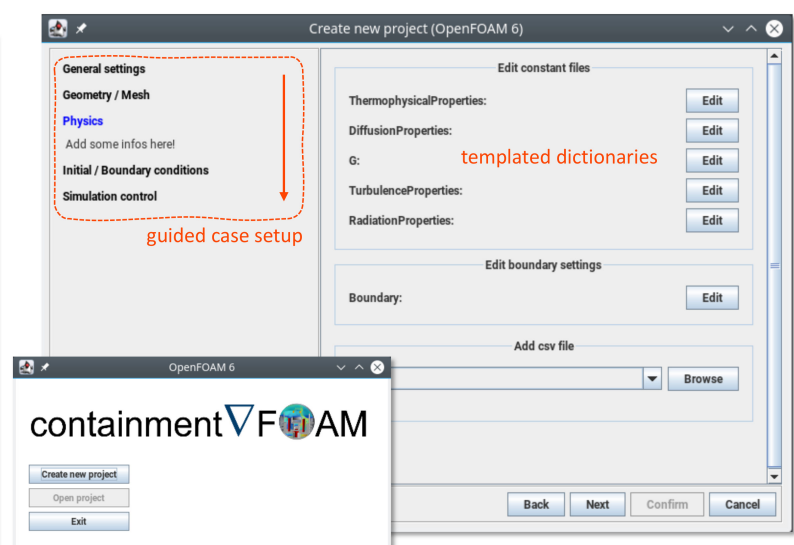 Create new project (OpenFOAM 6)
General settings
Geometry / Mesh
Physics
Add some infos here!
Initial / Boundary conditions
Simulation control
guided case setup
Edit constant files
ThermophysicalProperties: Edit
DiffusionProperties: Edit
G: Edit
templated dictionaries
TurbulenceProperties: Edit
RadiationProperties: Edit
Edit boundary settings
Boundary: Edit
Add csv file
Browse
Back Next Confirm Cancel
OpenFOAM 6
containment∇FOAM
Create new project
Open project
Exit